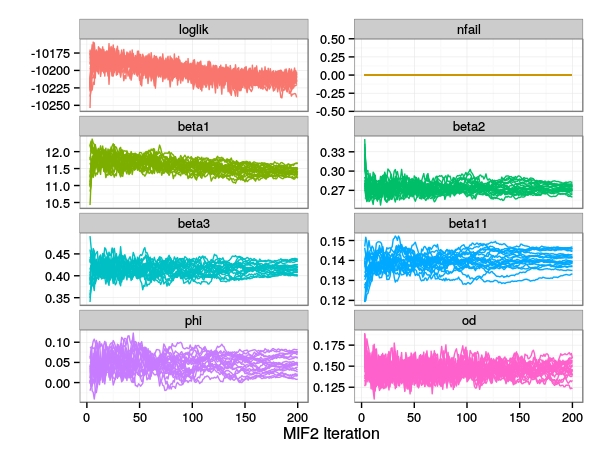 loglik
nfail
-10175
-10200
-10225
-10250
0.50
0.25
0.00
-0.25
-0.50
beta1
beta2
12.0
11.5
11.0
10.5
0.33
0.30
0.27
beta3
beta11
0.45
0.40
0.35
0.15
0.14
0.13
0.12
phi
od
0.10
0.05
0.00
0.175
0.150
0.125
0 50 100 150 200
0 50 100 150 200
MIF2 Iteration